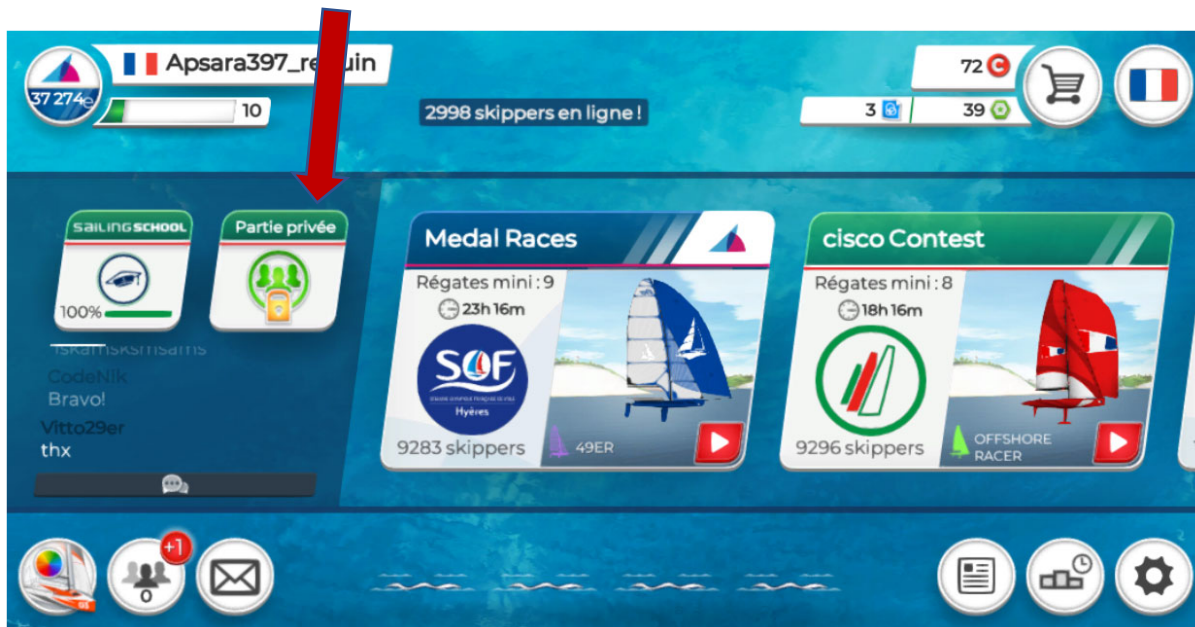 Apsara397_re
37 274e
10
2998 skippers en ligne !
72
3
39
SAILING SCHOOL
100%
Partie privée
CodeNik
Bravo!
Vitto29er
thx
Medal Races
Régates mini : 9
23h 16m
SOF
Hyères
9283 skippers
49ER
cisco Contest
Régates mini : 8
18h 16m
9296 skippers
OFFSHORE
RACER
+1
0